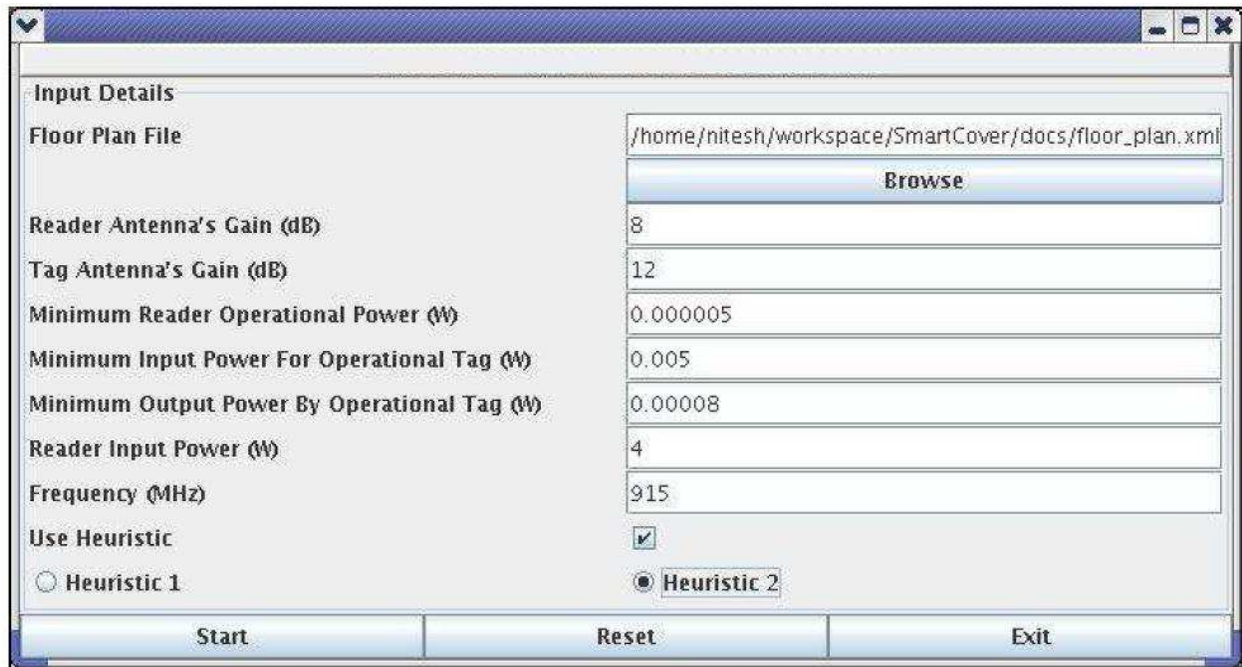 Input Details
Floor Plan File /home/nitesh/workspace/SmartCover/docs/floor_plan.xml
Browse
Reader Antenna's Gain (dB) 8
Tag Antenna's Gain (dB) 12
Minimum Reader Operational Power (W) 0.000005
Minimum Input Power For Operational Tag (W) 0.005
Minimum Output Power By Operational Tag (W) 0.00008
Reader Input Power (W) 4
Frequency (MHz) 915
Use Heuristic
Heuristic 1 Heuristic 2
Start Reset Exit